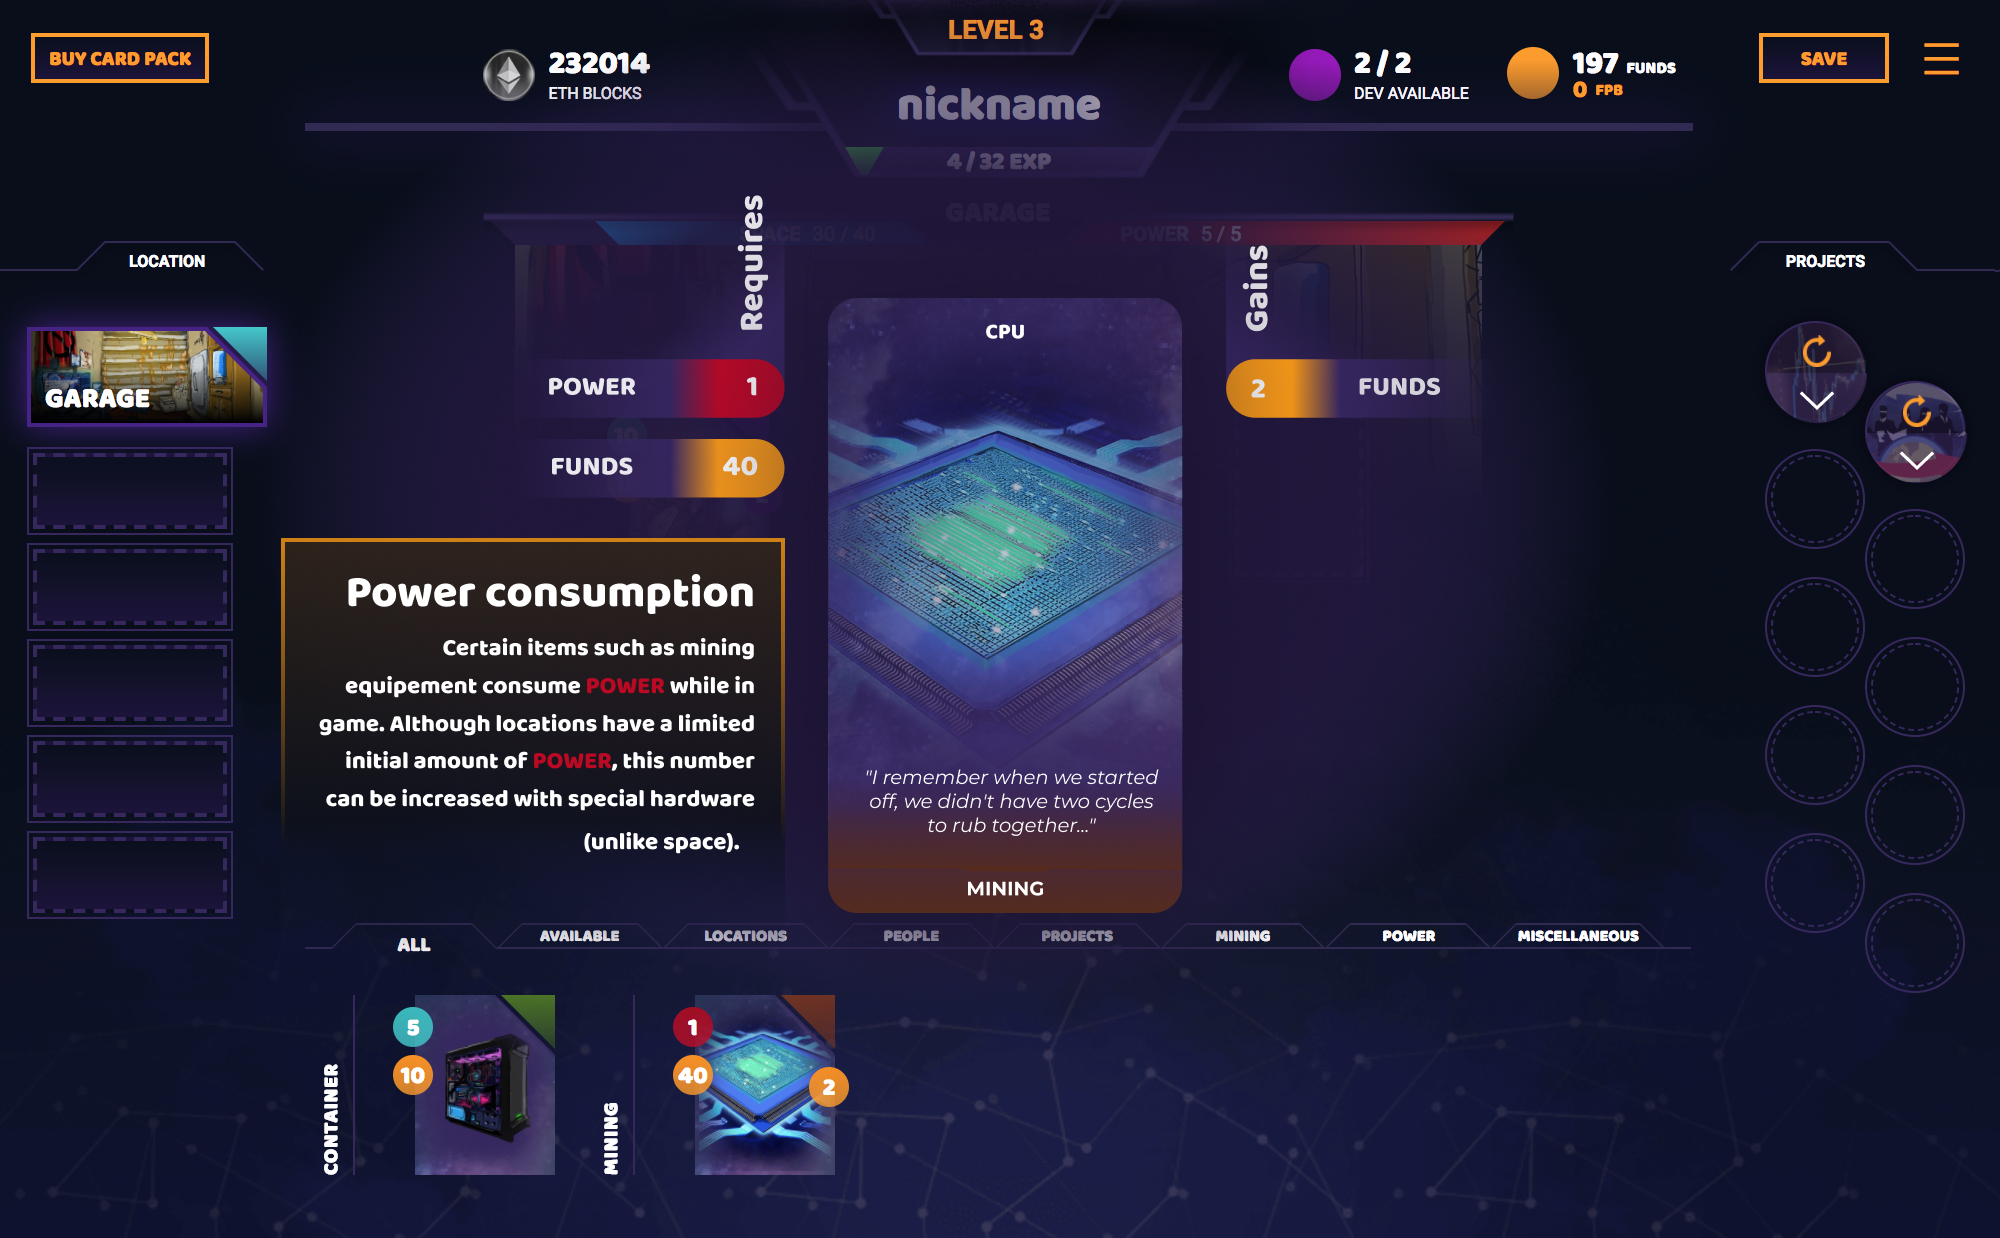 BUY CARD PACK
232014
ETH BLOCKS
LEVEL 3
nickname
4 / 32 EXP
2 / 2
DEV AVAILABLE
197 FUNDS
0 FPB
SAVE
GARAGE
30 / 40
POWER 5 / 5
LOCATION
GARAGE
PROJECTS
Requires
POWER 1
FUNDS 40
Gains
2 FUNDS
CPU
"I remember when we started
off, we didn't have two cycles
to rub together..."
MINING
Power consumption
Certain items such as mining
equipement consume POWER while in
game. Although locations have a limited
initial amount of POWER, this number
can be increased with special hardware
(unlike space).
ALL
AVAILABLE
LOCATIONS
PEOPLE
PROJECTS
MINING
POWER
MISCELLANEOUS
CONTAINER
5
10
MINING
1
40
2